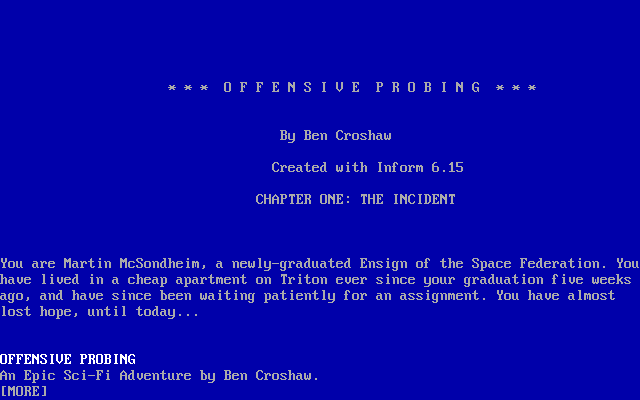 * * * O F F E N S I V E P R O B I N G * * *
By Ben Croshaw
Created with Inform 6.15
CHAPTER ONE: THE INCIDENT
You are Martin McSondheim, a newly-graduated Ensign of the Space Federation. You
have lived in a cheap apartment on Triton ever since your graduation five weeks
ago, and have since been waiting patiently for an assignment. You have almost
lost hope, until today...
OFFENSIVE PROBING
An Epic Sci-Fi Adventure by Ben Croshaw.
[MORE]